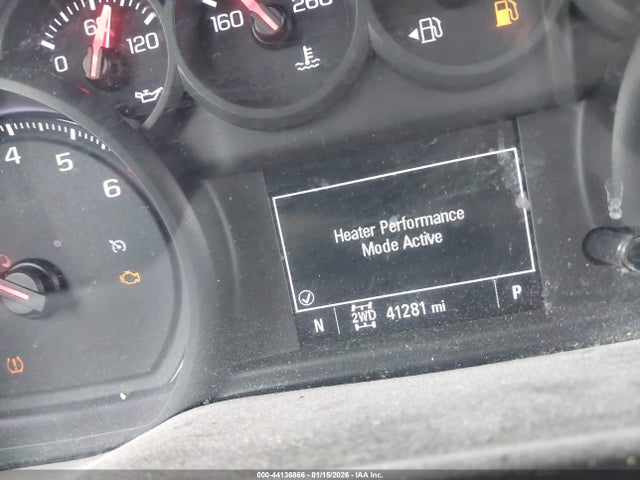 0
60
120
160
260
4
5
6
Heater Performance
Mode Active
N
2WD
41281 mi
P
000-44136866 - 01/15/2026 - IAA Inc.